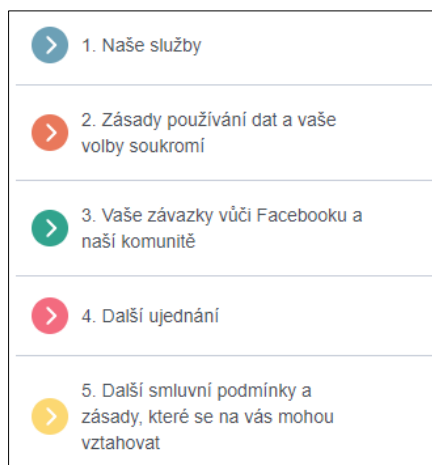 1. Naše služby
2. Zásady používání dat a vaše
volby soukromí
3. Vaše závazky vůči Facebooku a
naší komunitě
4. Další ujednání
5. Další smluvní podmínky a
zásady, které se na vás mohou
vztahovat